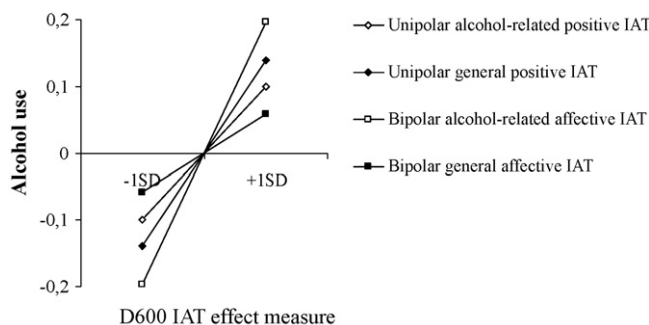 0,2
0,1
0
-0,1
-0,2
Alcohol use
-1SD
+1SD
D600 IAT effect measure
Unipolar alcohol-related positive IAT
Unipolar general positive IAT
Bipolar alcohol-related affective IAT
Bipolar general affective IAT